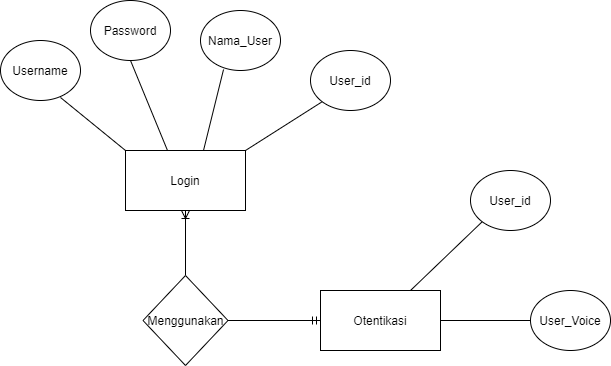 Password
Nama_User
Username
User_id
Login
User_id
Menggunakan
Otentikasi
User_Voice